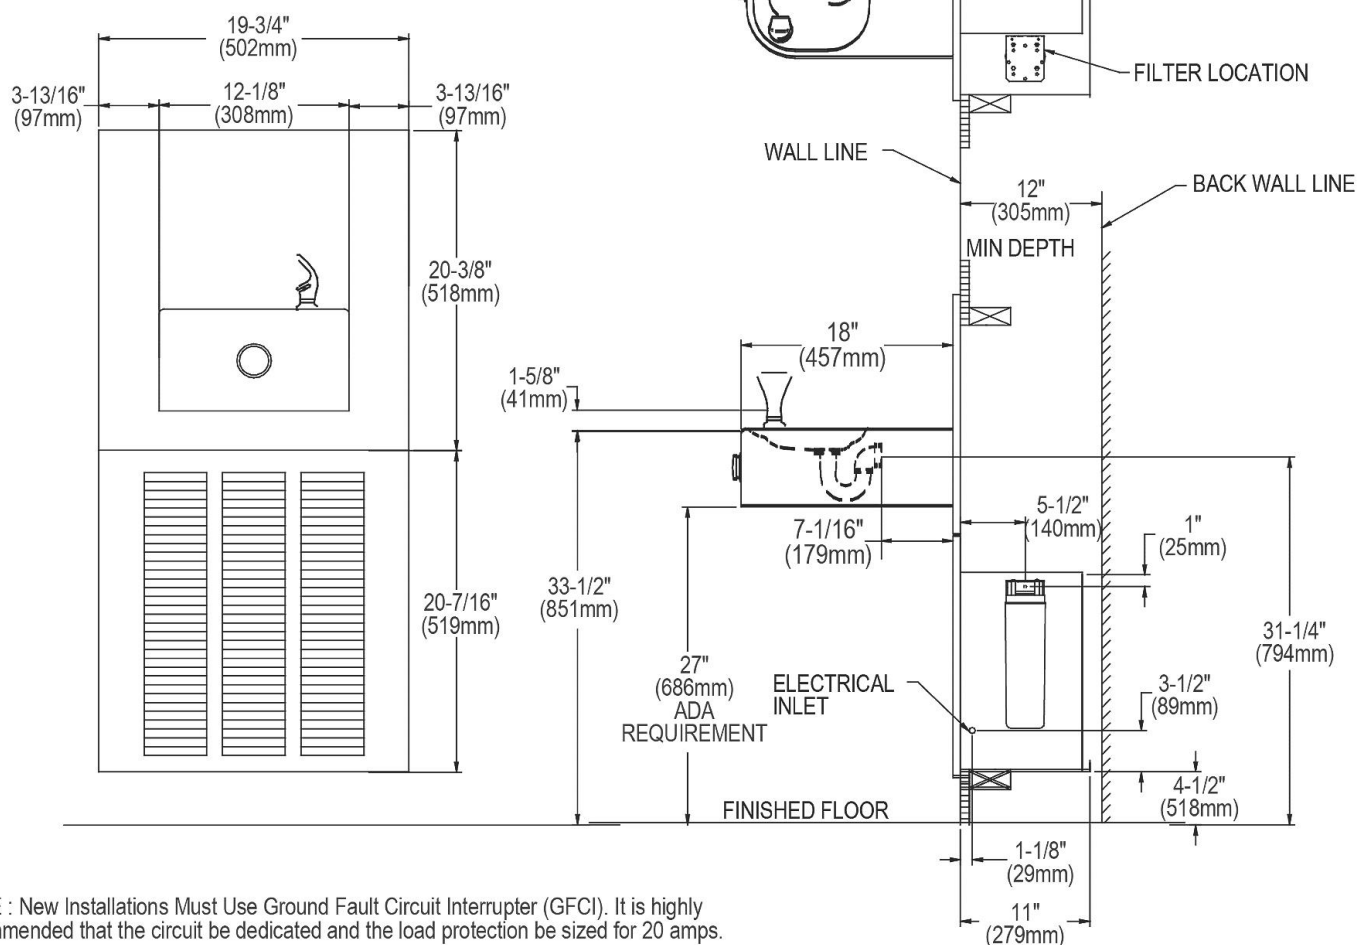 19-3/4"
(502mm)
3-13/16"
(97mm)
12-1/8"
(308mm)
3-13/16"
(97mm)
20-3/8"
(518mm)
20-7/16"
(519mm)
FILTER LOCATION
WALL LINE
BACK WALL LINE
12"
(305mm)
MIN DEPTH
18"
(457mm)
1-5/8"
(41mm)
7-1/16"
(179mm)
5-1/2"
(140mm)
1"
(25mm)
33-1/2"
(851mm)
27"
(686mm)
ADA
REQUIREMENT
ELECTRICAL
INLET
31-1/4"
(794mm)
3-1/2"
(89mm)
4-1/2"
(518mm)
FINISHED FLOOR
1-1/8"
(29mm)
11"
(279mm)
E : New Installations Must Use Ground Fault Circuit Interrupter (GFCI). It is highly
mmended that the circuit be dedicated and the load protection be sized for 20 amps.